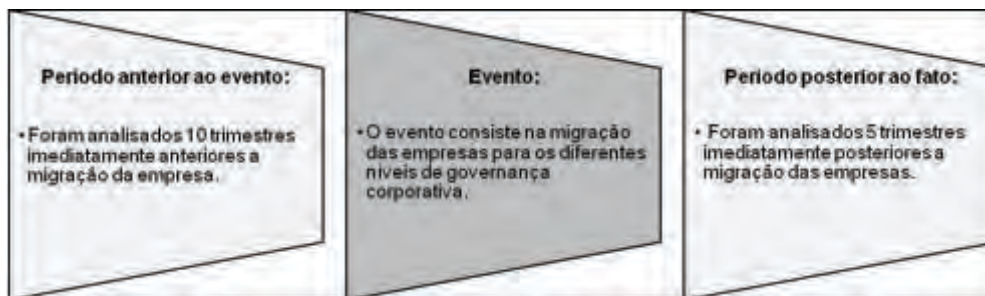 Periodo anterior ao evento:
• Foram analisados 10 trimestres
imediatamente anteriores a
migração da empresa.
Evento:
• O evento consiste na migração
das empresas para os diferentes
níveis de governança
corporativa.
Periodo posterior ao fato:
• Foram analisados 5 trimestres
imediatamente posteriores a
migração das empresas.